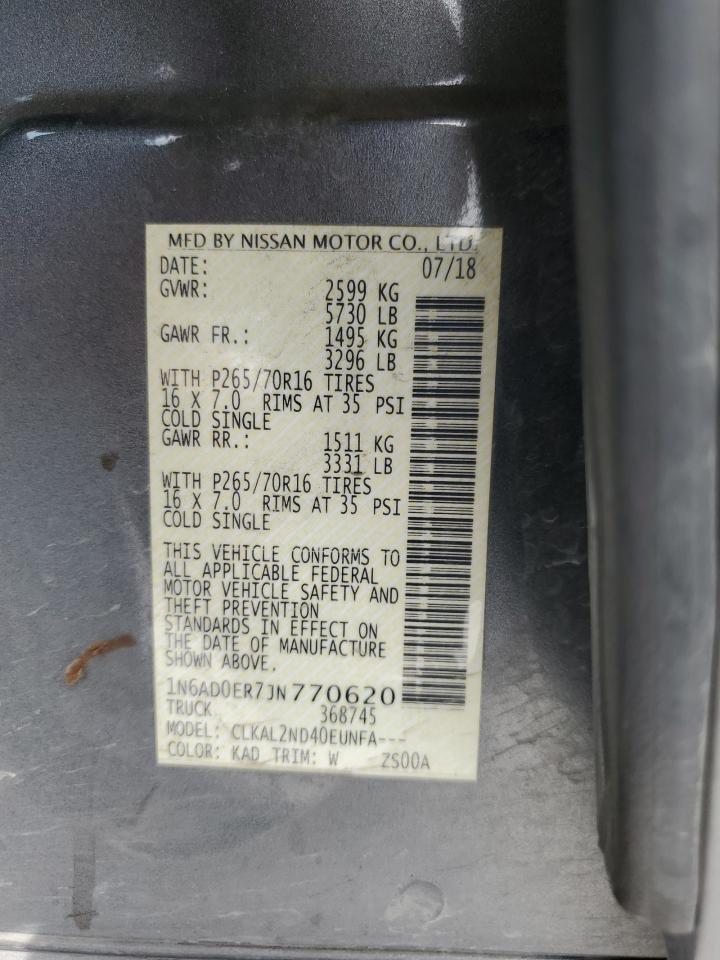 MFD BY NISSAN MOTOR CO., LTD.
DATE: 07/18
GVWR: 2599 KG
5730 LB
GAWR FR.: 1495 KG
3296 LB
WITH P265/70R16 TIRES
16 X 7.0 RIMS AT 35 PSI
COLD SINGLE
GAWR RR.: 1511 KG
3331 LB
WITH P265/70R16 TIRES
16 X 7.0 RIMS AT 35 PSI
COLD SINGLE
THIS VEHICLE CONFORMS TO
ALL APPLICABLE FEDERAL
MOTOR VEHICLE SAFETY AND
THEFT PREVENTION
STANDARDS IN EFFECT ON
THE DATE OF MANUFACTURE
SHOWN ABOVE.
1N6AD0ER7JN770620
TRUCK 368745
MODEL: CLKAL2ND40EUNFA---
COLOR: KAD TRIM: W ZS00A